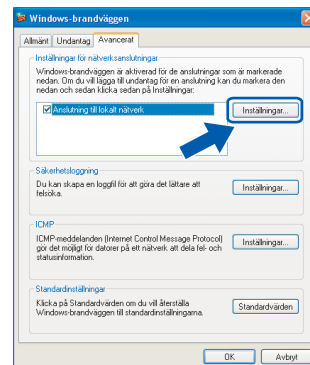 Windows-brandväggen
Allmänt Undantag Avancerat
Inställningar för nätverksanslutningar
Windows-brandväggen är aktiverad för de anslutningar som är markerade
nedan. Om du vill lägga till undantag för en anslutning kan du markera den
nedan och sedan klicka sedan på Inställningar:
Anslutning till lokalt nätverk
Inställningar...
Säkerhetsloggning
Du kan skapa en loggfil för att göra det lättare att
felsöka.
Inställningar...
ICMP
ICMP-meddelanden (Internet Control Message Protocol)
gör det möjligt för datorer på ett nätverk att dela fel- och
statusinformation.
Inställningar...
Standardinställningar
Klicka på Standardvärden om du vill återställa
Windows-brandväggen till standardinställningarna.
Standardvärden
OK Avbryt